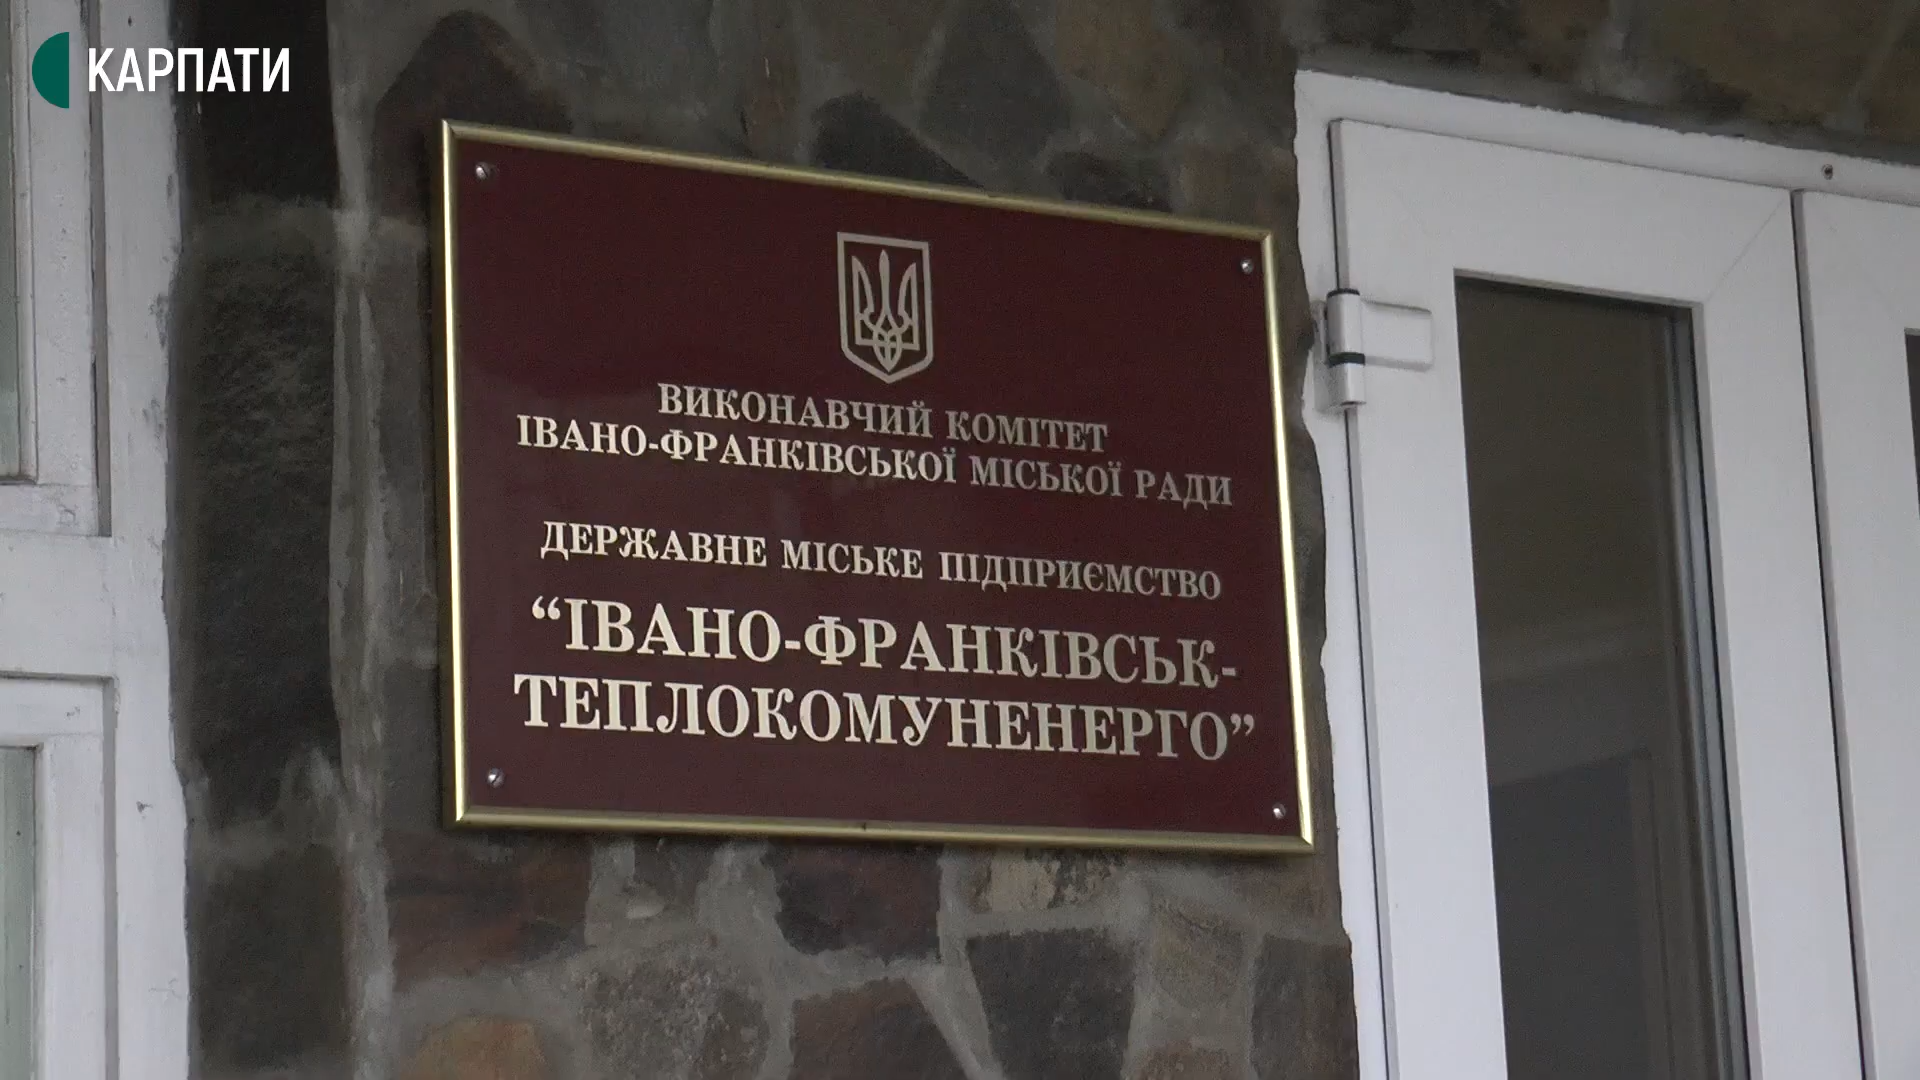 КАРПАТИ
ВИКОНАВЧИЙ КОМІТЕТ
ІВАНО-ФРАНКІВСЬКОЇ МІСЬКОЇ РАДИ
ДЕРЖАВНЕ МІСЬКЕ ПІДПРИЄМСТВО
“ІВАНО-ФРАНКІВСЬК-
ТЕПЛОКОМУНЕНЕРГО”